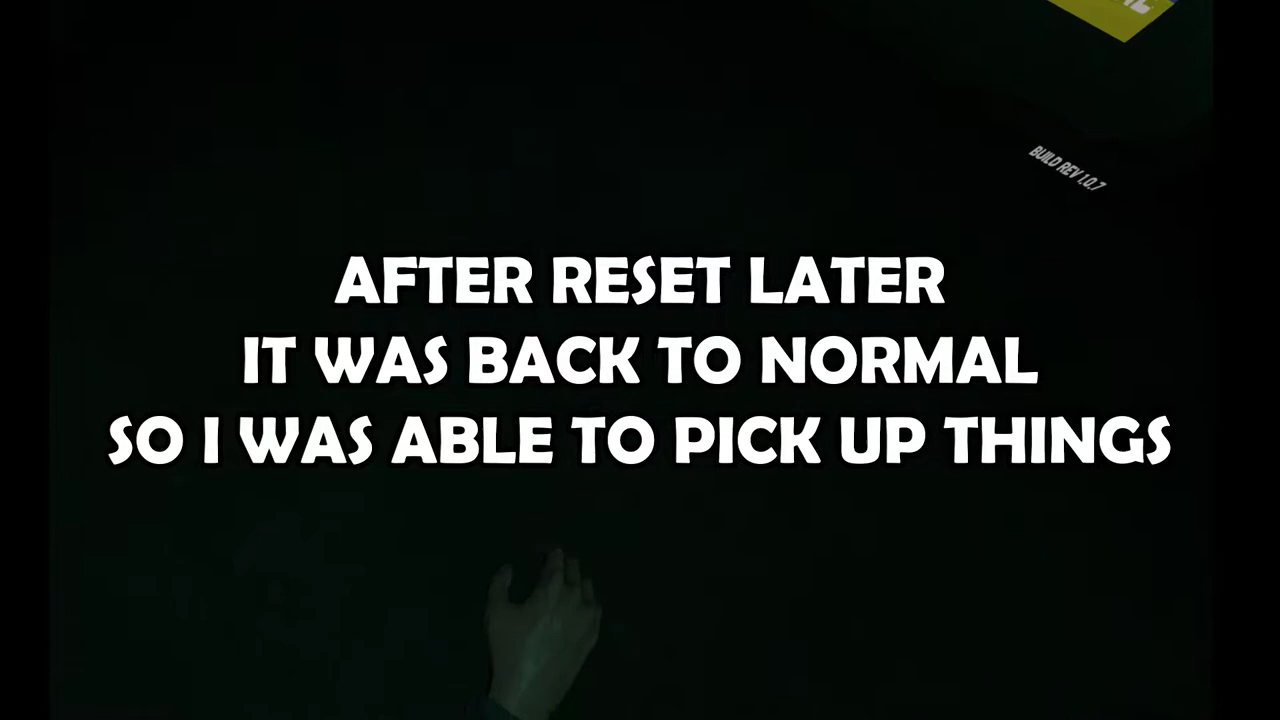 BUILD REV 1.0.7
AFTER RESET LATER
IT WAS BACK TO NORMAL
SO I WAS ABLE TO PICK UP THINGS